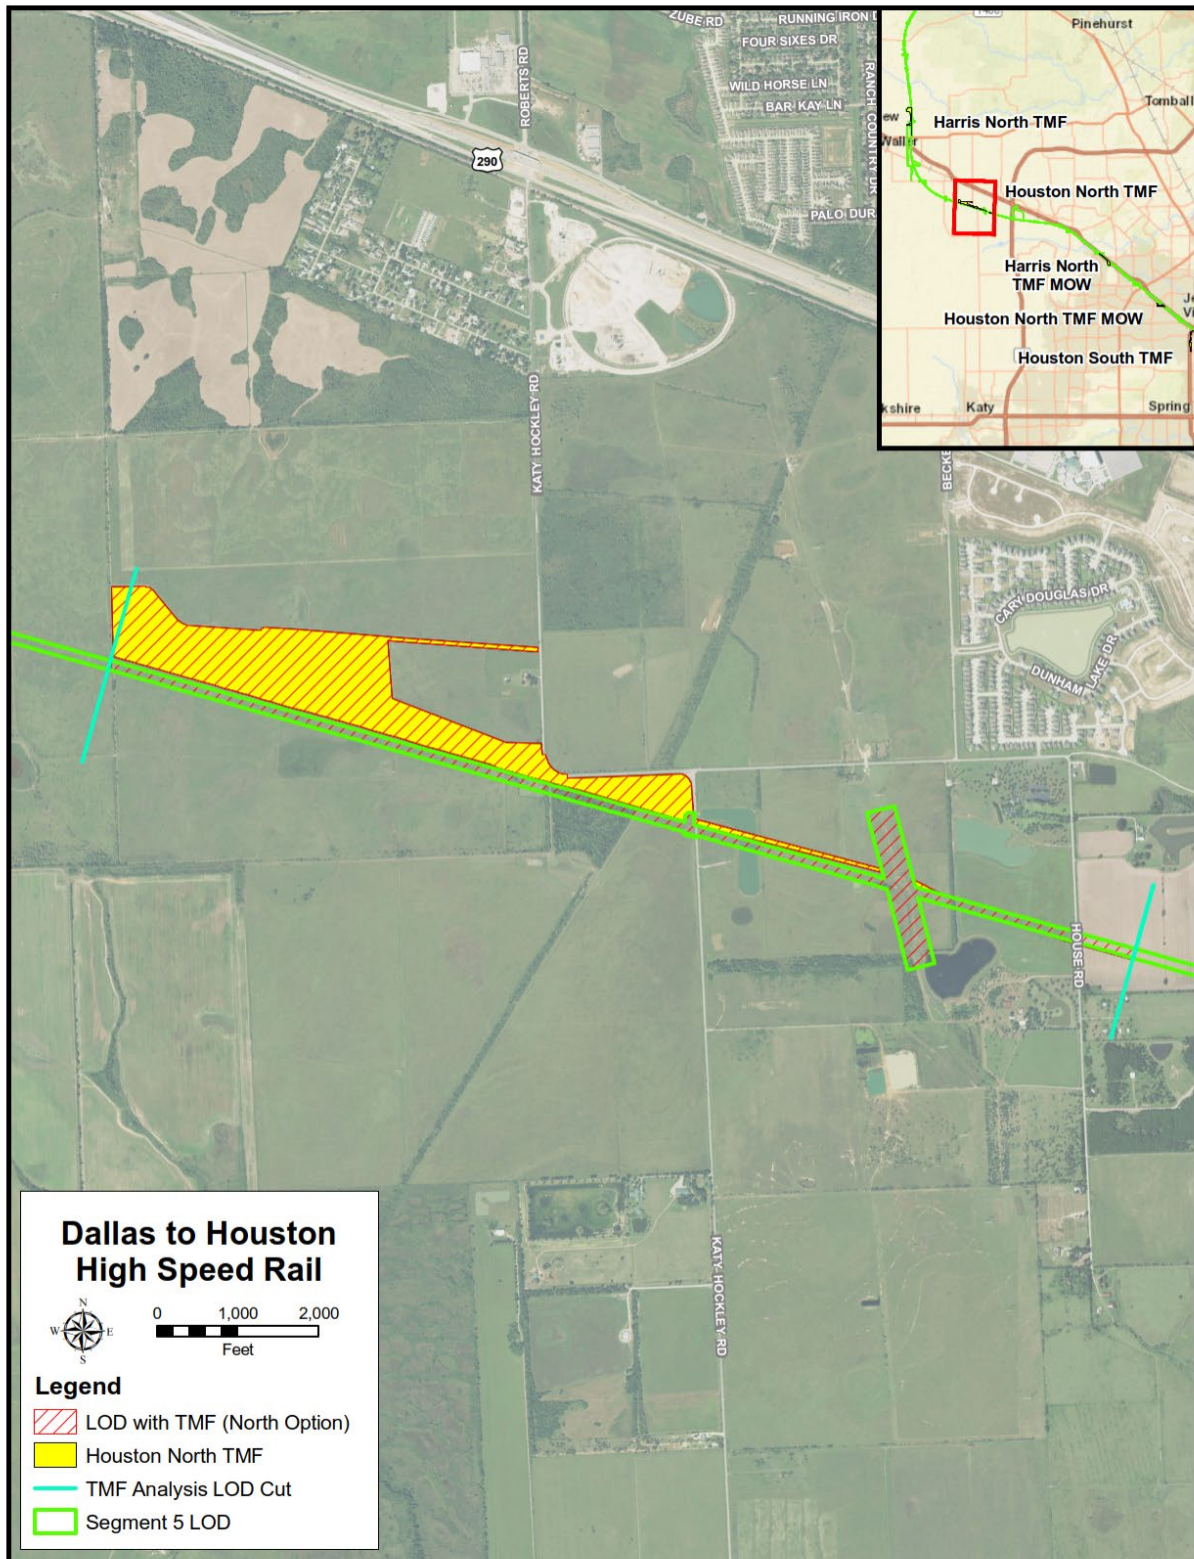 ZUBE RD
RUNNING IRON D
FOUR SIXES DR
WILD HORSE LN
BAR KAY LN
RANCH COUNTRY DR
PALO DUR
ROBERTS RD
290
KATY HOCKLEY RD
BECKE
CARY DOUGLAS DR
DUNHAM
LAKE DR
HOUSE RD
KATY HOCKLEY RD
Pinehurst
Tomball
Harris North TMF
ew
Waller
Houston North TMF
Harris North
TMF MOW
Je
Vi
Houston North TMF MOW
Houston South TMF
kshire
Katy
Spring
Dallas to Houston
High Speed Rail
N
W
E
S
0 1,000 2,000
Feet
Legend
LOD with TMF (North Option)
Houston North TMF
TMF Analysis LOD Cut
Segment 5 LOD